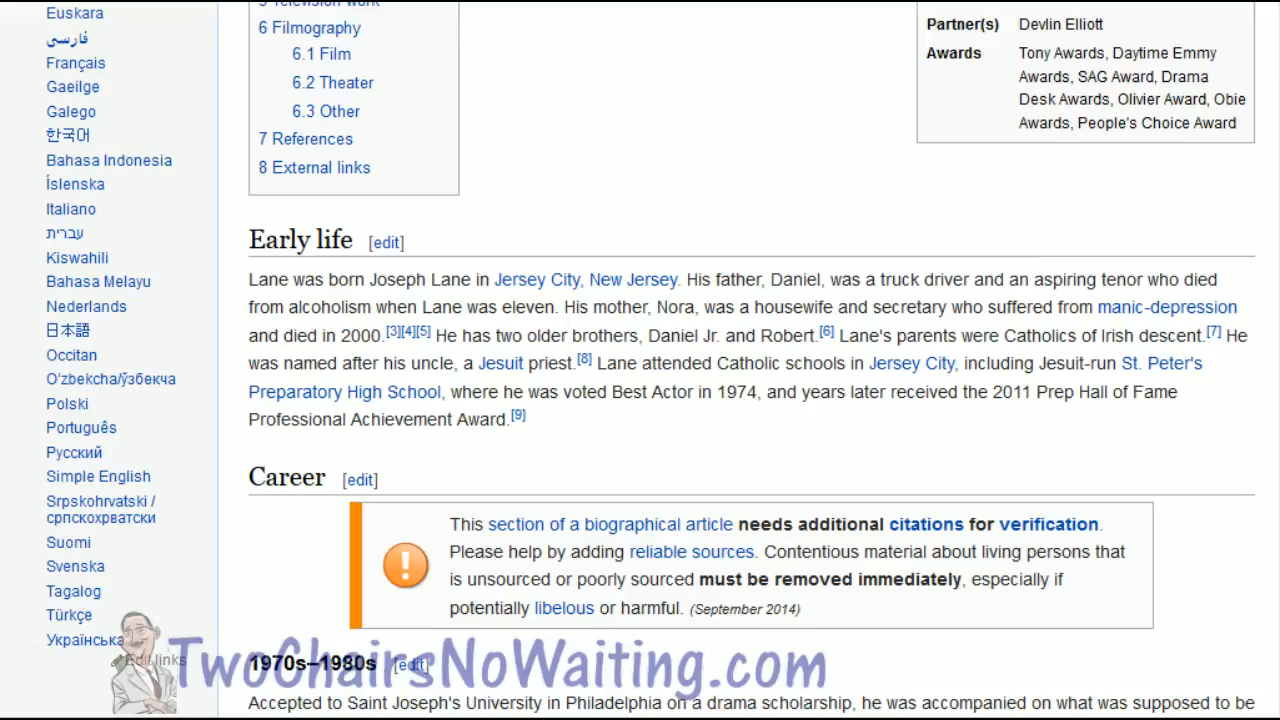 Euskara
فارسی
Français
Gaeilge
Galego
한국어
Bahasa Indonesia
Íslenska
Italiano
עברית
Kiswahili
Bahasa Melayu
Nederlands
日本語
Occitan
Oʻzbekcha/ўзбекча
Polski
Português
Русский
Simple English
Srpskohrvatski /
српскохрватски
Suomi
Svenska
Tagalog
Türkçe
Українська
Edit links
5 Television work
6 Filmography
6.1 Film
6.2 Theater
6.3 Other
7 References
8 External links
Partner(s) Devlin Elliott
Awards Tony Awards, Daytime Emmy
Awards, SAG Award, Drama
Desk Awards, Olivier Award, Obie
Awards, People's Choice Award
Early life [edit]
Lane was born Joseph Lane in Jersey City, New Jersey. His father, Daniel, was a truck driver and an aspiring tenor who died
from alcoholism when Lane was eleven. His mother, Nora, was a housewife and secretary who suffered from manic-depression
and died in 2000.[3][4][5] He has two older brothers, Daniel Jr. and Robert.[6] Lane's parents were Catholics of Irish descent.[7] He
was named after his uncle, a Jesuit priest.[8] Lane attended Catholic schools in Jersey City, including Jesuit-run St. Peter's
Preparatory High School, where he was voted Best Actor in 1974, and years later received the 2011 Prep Hall of Fame
Professional Achievement Award.[9]
Career [edit]
This section of a biographical article needs additional citations for verification.
Please help by adding reliable sources. Contentious material about living persons that
is unsourced or poorly sourced must be removed immediately, especially if
potentially libelous or harmful. (September 2014)
1970s–1980s [edit]
TwoChairsNoWaiting.com
Accepted to Saint Joseph's University in Philadelphia on a drama scholarship, he was accompanied on what was supposed to be